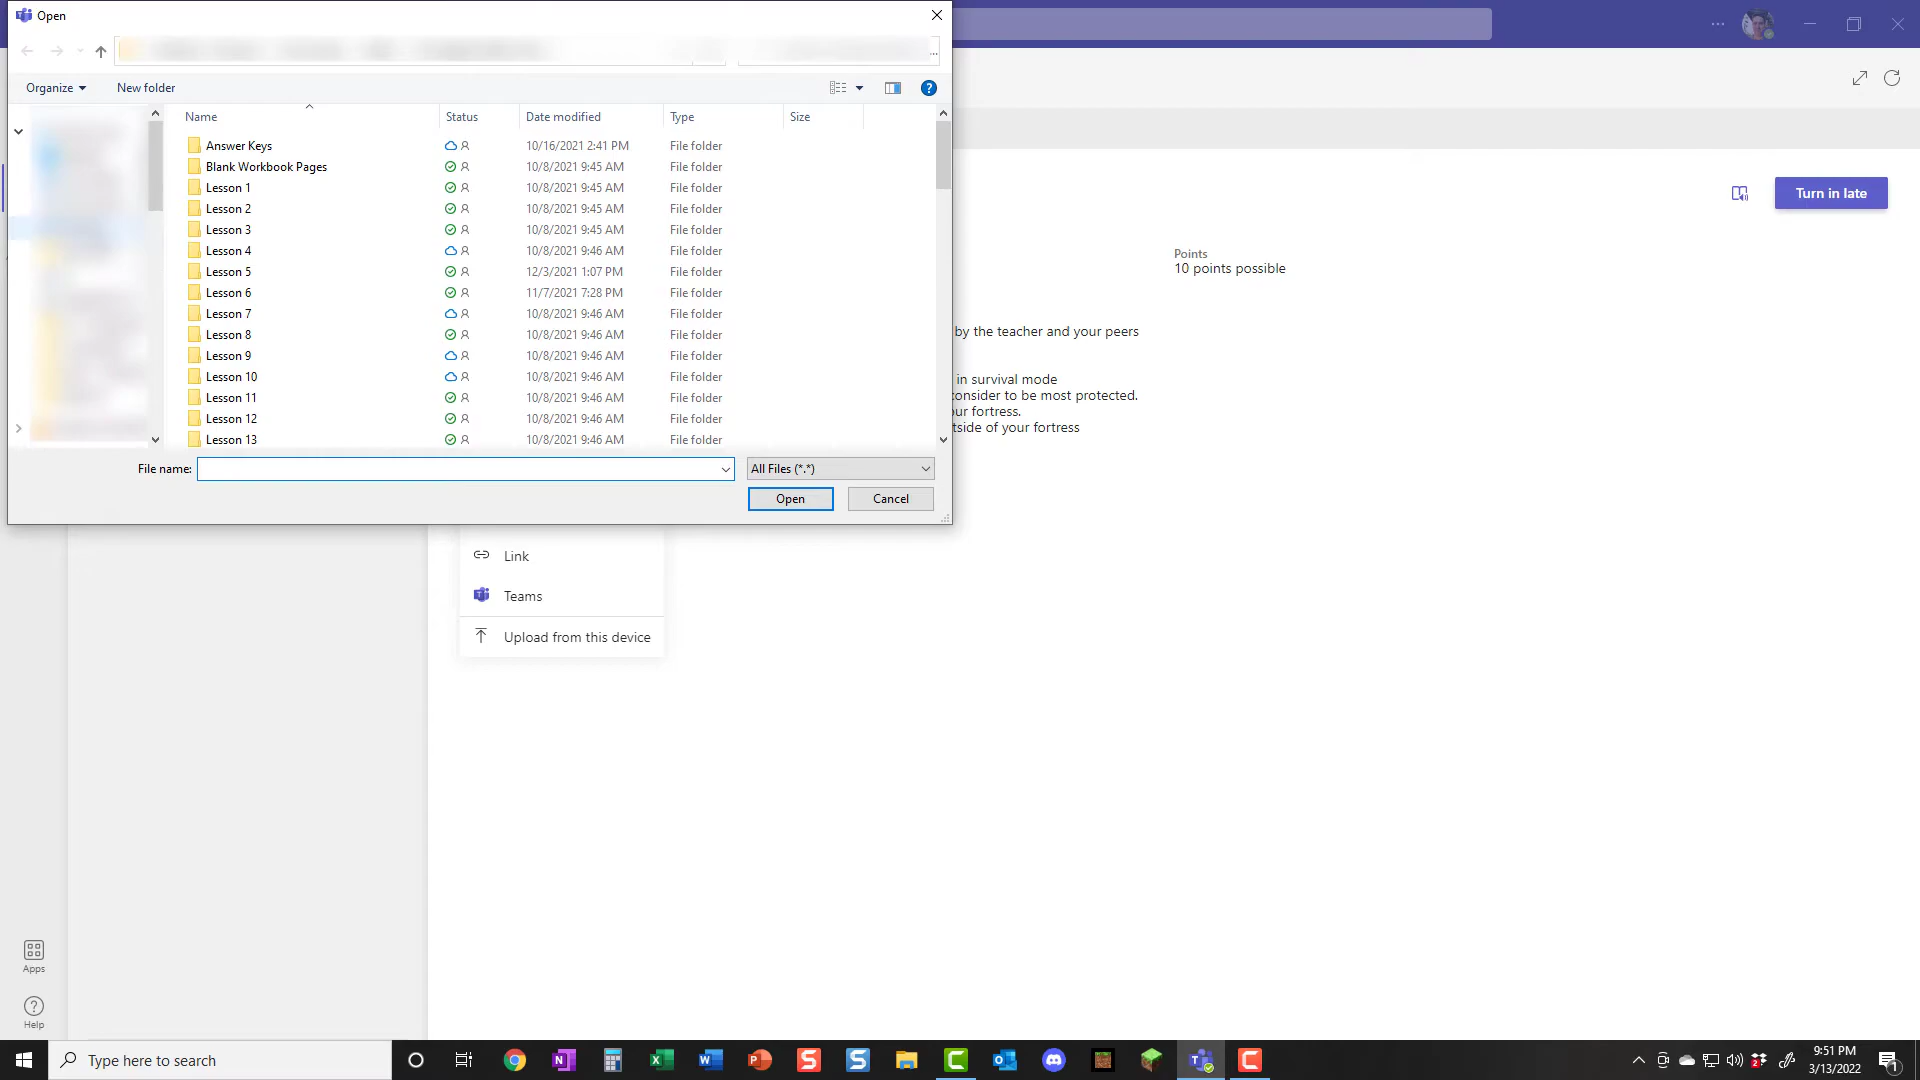 Open
Organize
New folder
Name Status Date modified Type Size
Answer Keys 10/16/2021 2:41 PM File folder
Blank Workbook Pages 10/8/2021 9:45 AM File folder
Lesson 1 10/8/2021 9:45 AM File folder
Lesson 2 10/8/2021 9:45 AM File folder
Lesson 3 10/8/2021 9:45 AM File folder
Lesson 4 10/8/2021 9:46 AM File folder
Lesson 5 12/3/2021 1:07 PM File folder
Lesson 6 11/7/2021 7:28 PM File folder
Lesson 7 10/8/2021 9:46 AM File folder
Lesson 8 10/8/2021 9:46 AM File folder
Lesson 9 10/8/2021 9:46 AM File folder
Lesson 10 10/8/2021 9:46 AM File folder
Lesson 11 10/8/2021 9:46 AM File folder
Lesson 12 10/8/2021 9:46 AM File folder
Lesson 13 10/8/2021 9:46 AM File folder
File name:
All Files (*.*)
Open
Cancel
Turn in late
Points
10 points possible
by the teacher and your peers
in survival mode
consider to be most protected.
our fortress.
tside of your fortress
Link
Teams
Upload from this device
Apps
Help
Type here to search
9:51 PM
3/13/2022